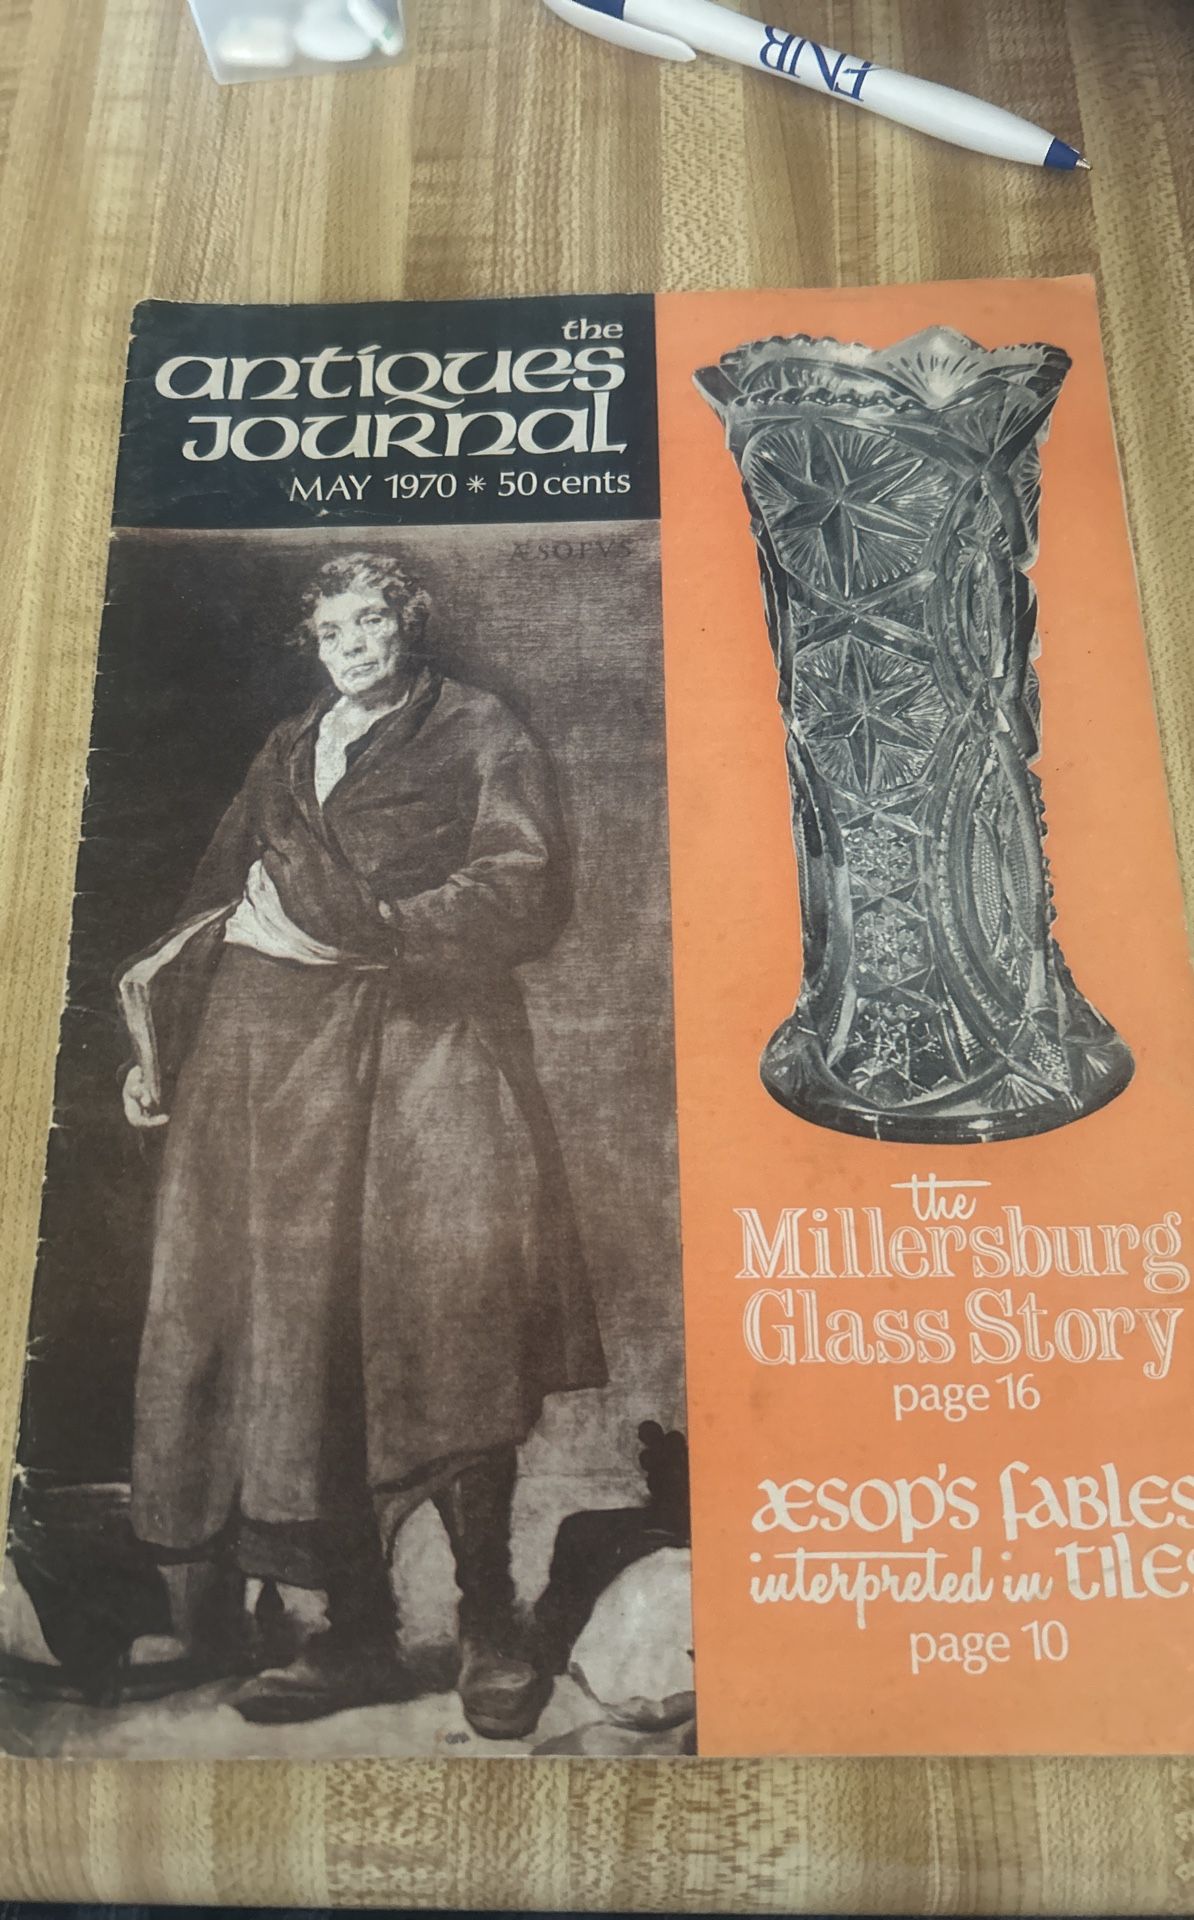 FNB
the
antiques
JOURNAL
MAY 1970 * 50 cents
ÆSOPVS
the
Millersburg
Glass Story
page 16
ÆSOP'S FABLES
interpreted in TILES
page 10